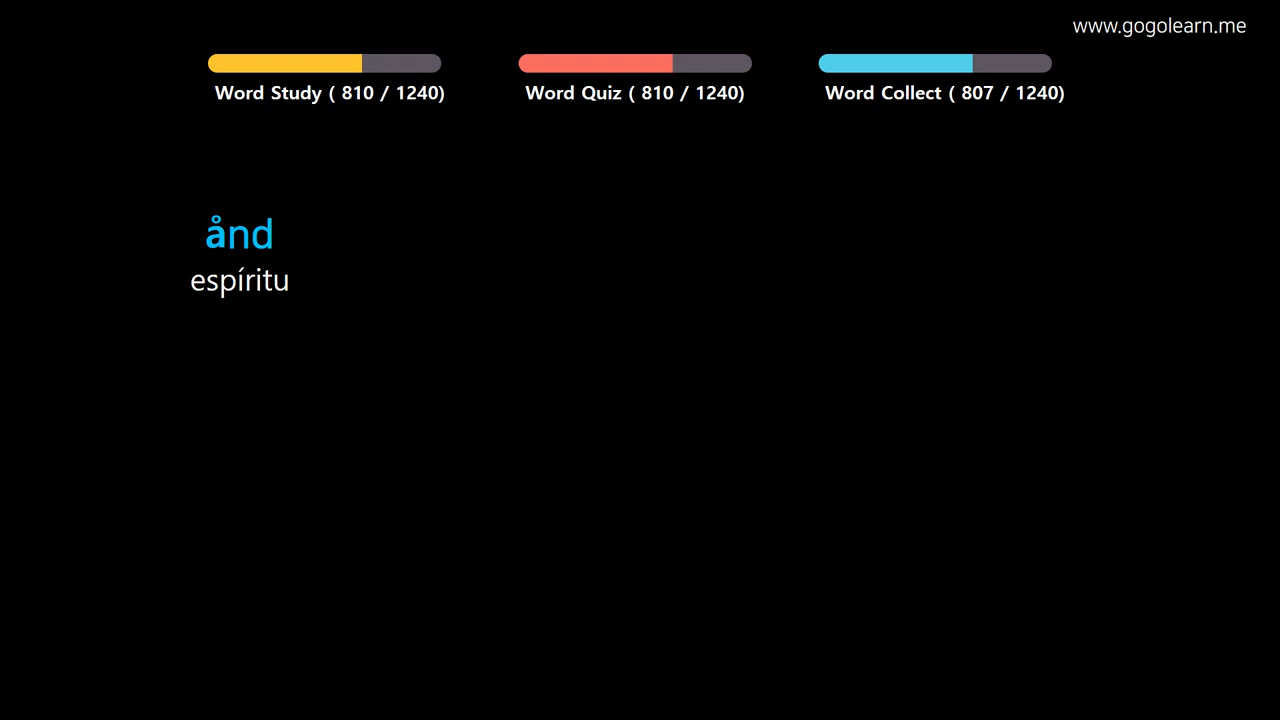 www.gogolearn.me
Word Study ( 810 / 1240)
Word Quiz ( 810 / 1240)
Word Collect ( 807 / 1240)
ånd
espíritu